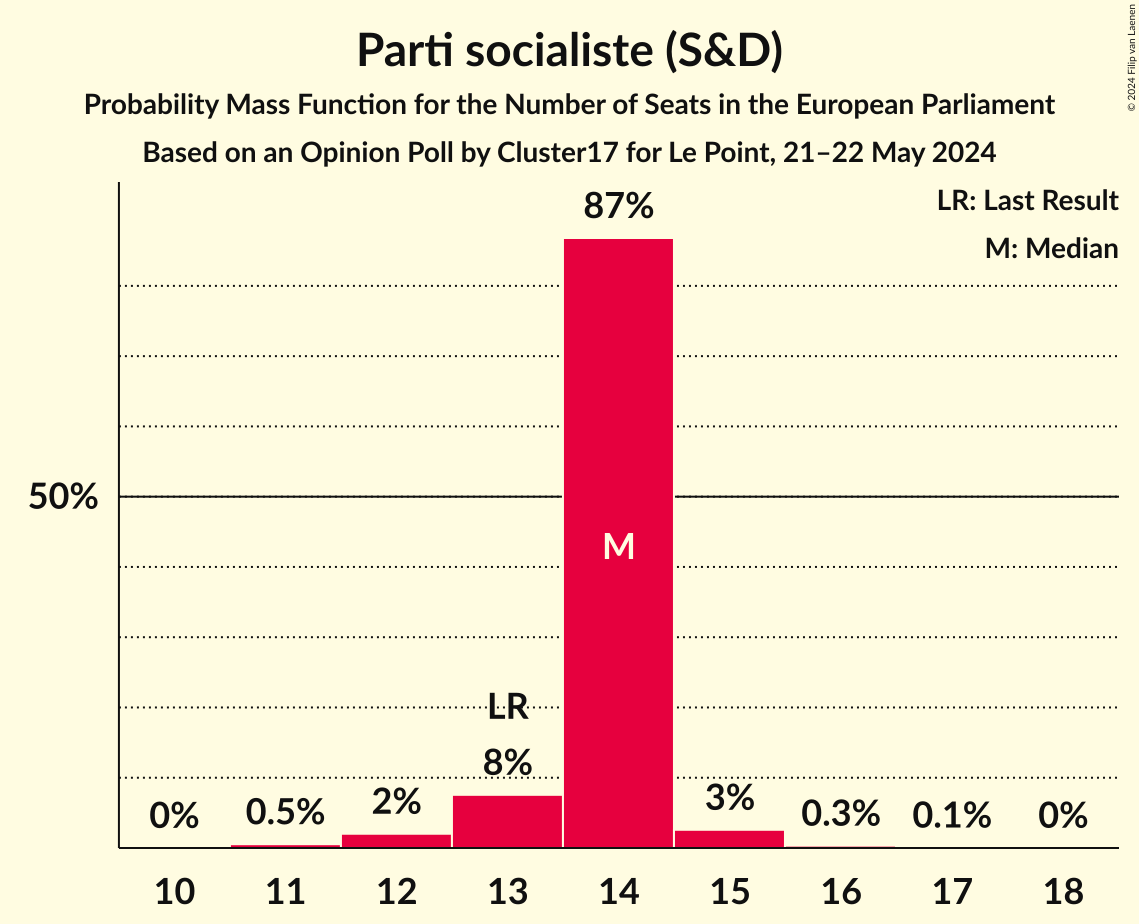 Parti socialiste (S&D)
Probability Mass Function for the Number of Seats in the European Parliament
Based on an Opinion Poll by Cluster17 for Le Point, 21–22 May 2024
© 2024 Filip van Laenen
LR: Last Result
M: Median
87%
50%
M
LR
8%
0%
0.5%
2%
3%
0.3%
0.1%
0%
10 11 12 13 14 15 16 17 18